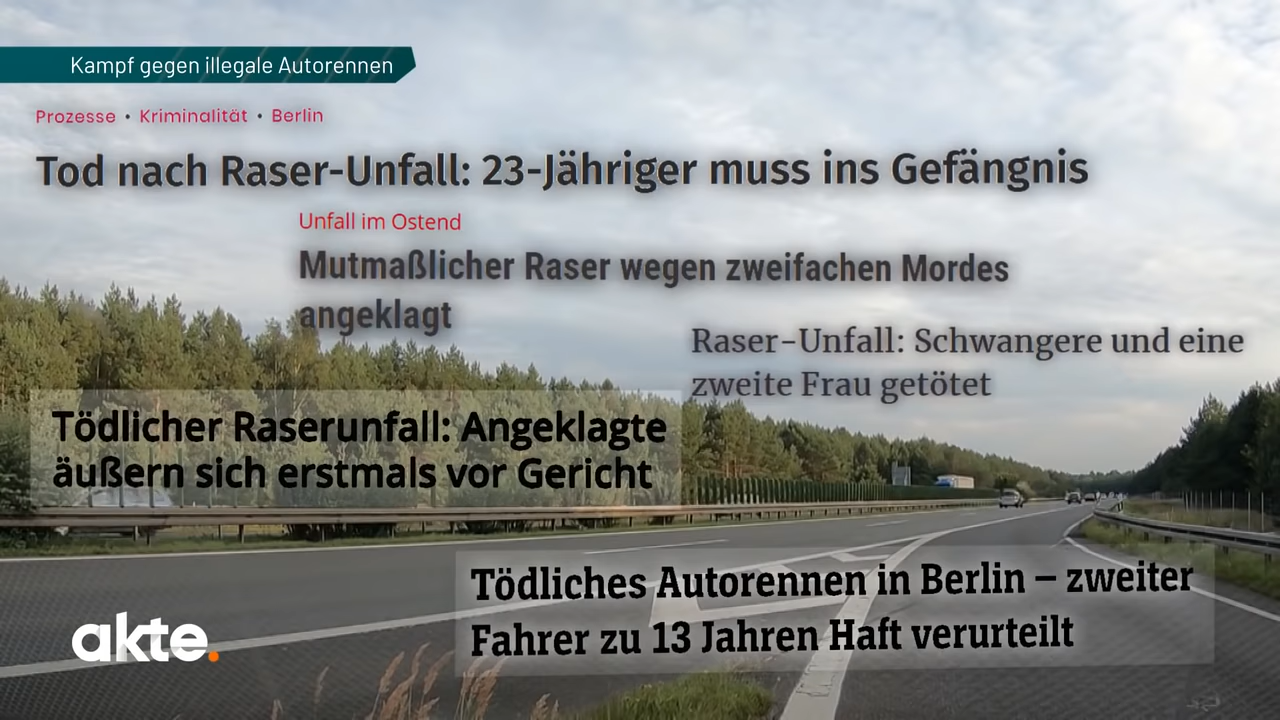 Kampf gegen illegale Autorennen
Prozesse • Kriminalität • Berlin
Tod nach Raser-Unfall: 23-Jähriger muss ins Gefängnis
Unfall im Ostend
Mutmaßlicher Raser wegen zweifachen Mordes
angeklagt
Raser-Unfall: Schwangere und eine
zweite Frau getötet
Tödlicher Raserunfall: Angeklagte
äußern sich erstmals vor Gericht
Tödliches Autorennen in Berlin – zweiter
Fahrer zu 13 Jahren Haft verurteilt
akte.